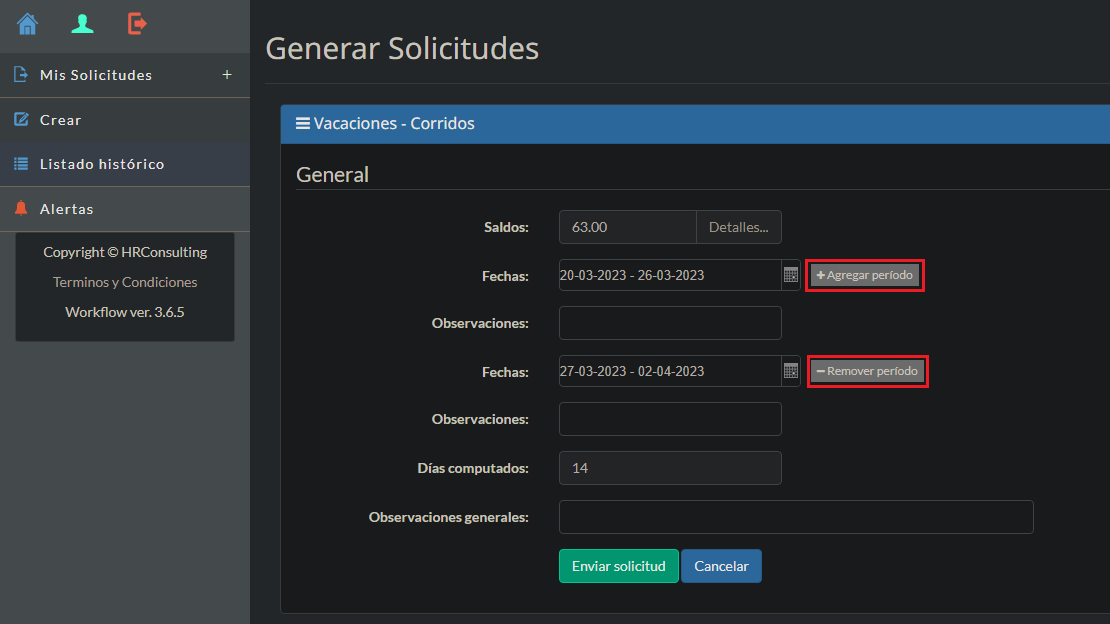 Generar Solicitudes
Mis Solicitudes +
Crear
Listado histórico
Alertas
Copyright © HRConsulting
Terminos y Condiciones
Workflow ver. 3.6.5
Vacaciones - Corridos
General
Saldos: 63.00 Detalles...
Fechas: 20-03-2023 - 26-03-2023 +Agregar período
Observaciones:
Fechas: 27-03-2023 - 02-04-2023 −Remover período
Observaciones:
Días computados: 14
Observaciones generales:
Enviar solicitud Cancelar